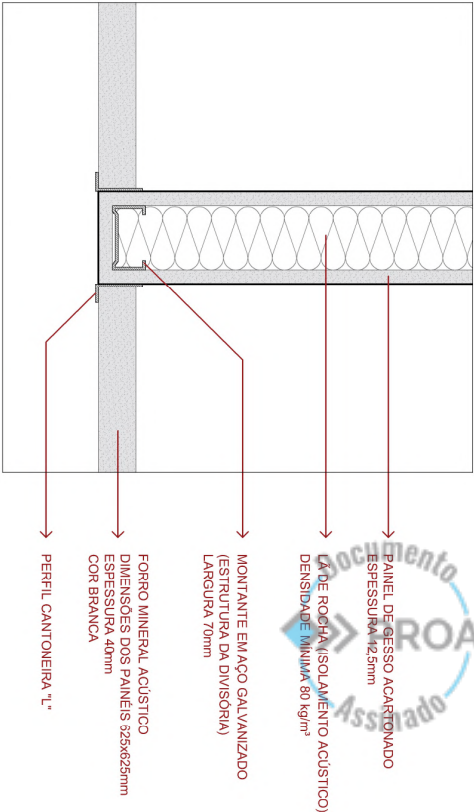 PAINEL DE GESSO ACARTONADO
ESPESSURA 12,5mm
LÃ DE ROCHA (ISOLAMENTO ACÚSTICO)
DENSIDADE MÍNIMA 80 kg/m³
MONTANTE EM AÇO GALVANIZADO
(ESTRUTURA DA DIVISÓRIA)
LARGURA 70mm
FORRO MINERAL ACÚSTICO
DIMENSÕES DOS PAINÉIS 625x625mm
ESPESSURA 40mm
COR BRANCA
PERFIL CANTONEIRA "L"
Documento
PROA
Assinado